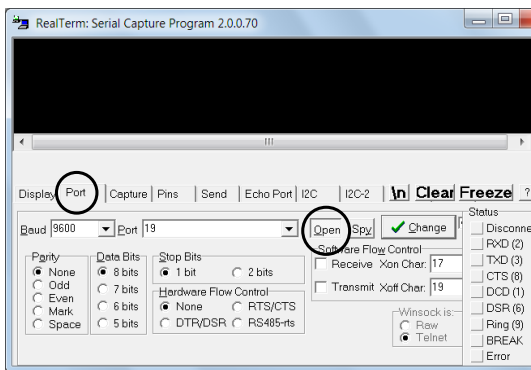 RealTerm: Serial Capture Program 2.0.0.70
Display Port Capture Pins Send Echo Port I2C I2C-2 \n Clear Freeze ?
Status
Baud 9600 Port 19 Open Spy Change
Disconne
RXD (2)
TXD (3)
CTS (8)
DCD (1)
DSR (6)
Ring (9)
BREAK
Error
Parity
None
Odd
Even
Mark
Space
Data Bits
8 bits
7 bits
6 bits
5 bits
Stop Bits
1 bit 2 bits
Hardware Flow Control
None RTS/CTS
DTR/DSR RS485-rts
Software Flow Control
Receive Xon Char: 17
Transmit Xoff Char: 19
Winsock is:
Raw
Telnet